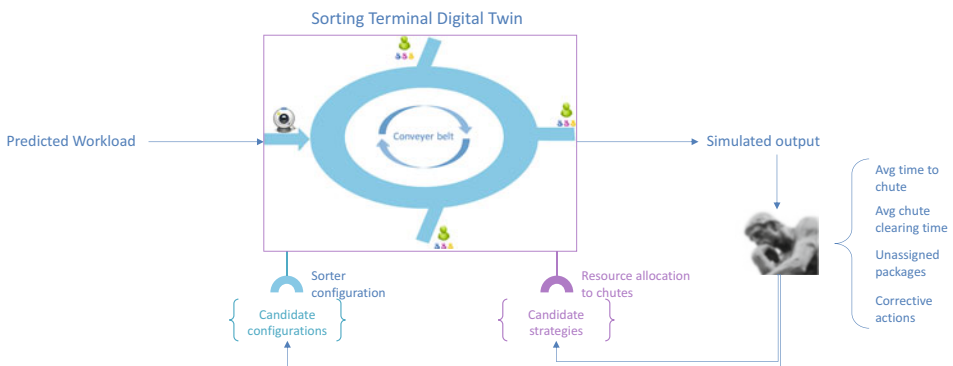 Sorting Terminal Digital Twin
Predicted Workload
Conveyer belt
Simulated output
Avg time to
chute
Avg chute
clearing time
Unassigned
packages
Corrective
actions
Sorter
configuration
Candidate
configurations
Resource allocation
to chutes
Candidate
strategies